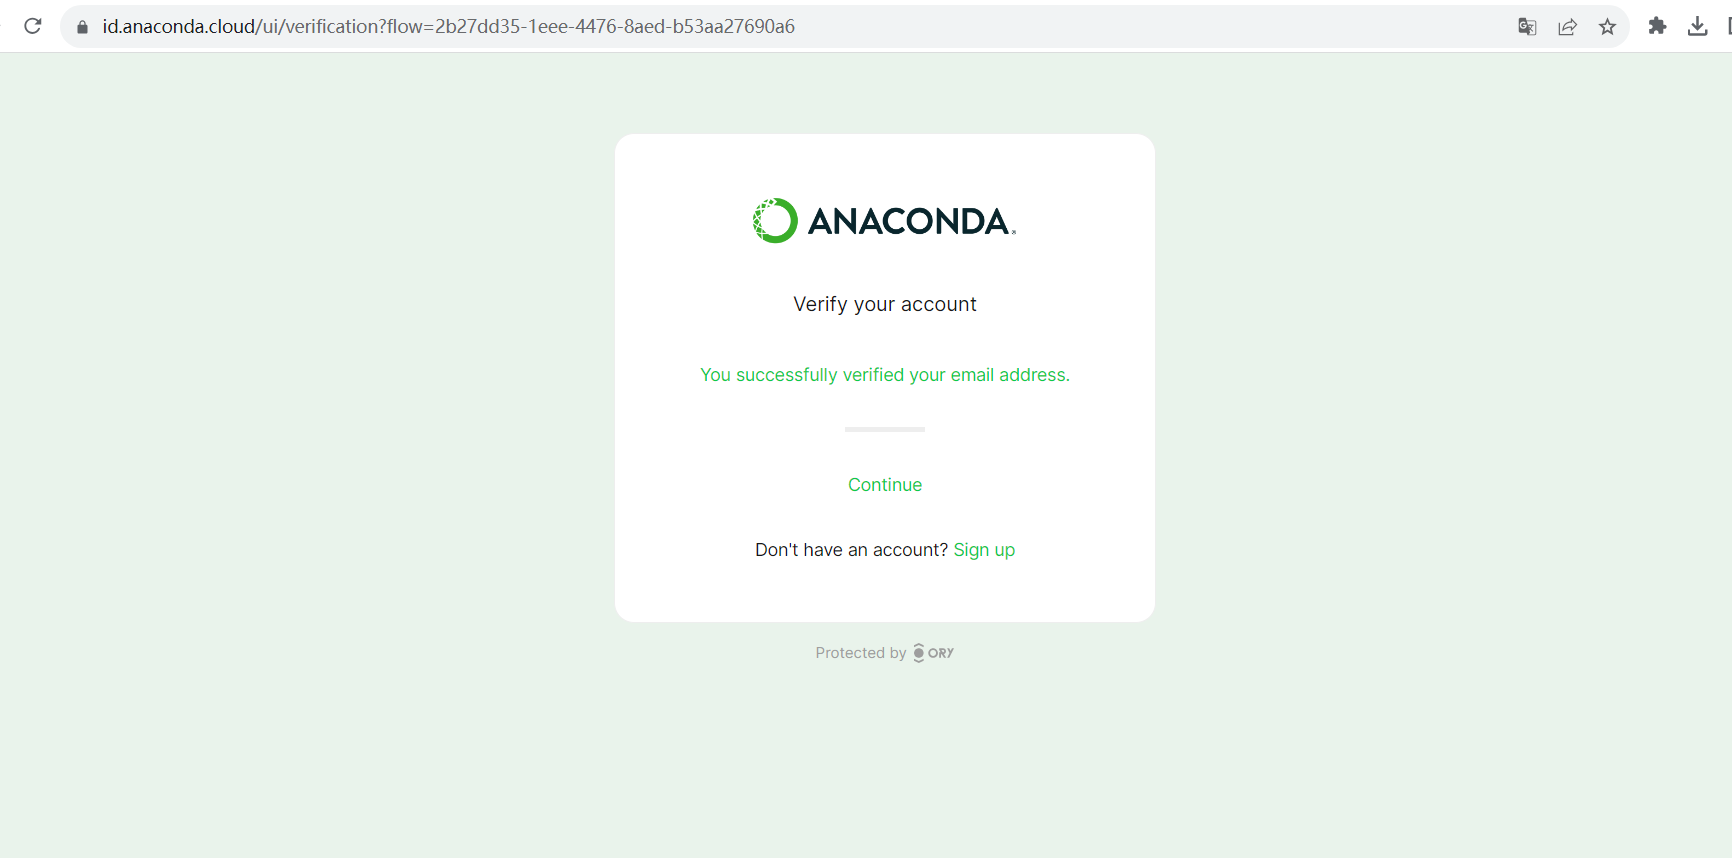 id.anaconda.cloud/ui/verification?flow=2b27dd35-1eee-4476-8aed-b53aa27690a6
ANACONDA.
Verify your account
You successfully verified your email address.
Continue
Don't have an account? Sign up
Protected by ORY